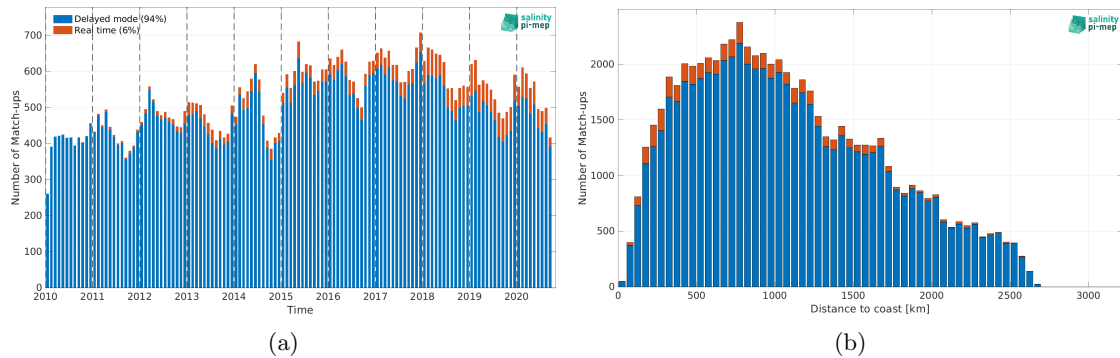 Delayed mode (94%)
Real time (6%)
salinity
pi-mep
Number of Match-ups
700
600
500
400
300
200
100
0
2010 2011 2012 2013 2014 2015 2016 2017 2018 2019 2020
Time
(a)
salinity
pi-mep
Number of Match-ups
2000
1500
1000
500
0
0 500 1000 1500 2000 2500 3000
Distance to coast [km]
(b)